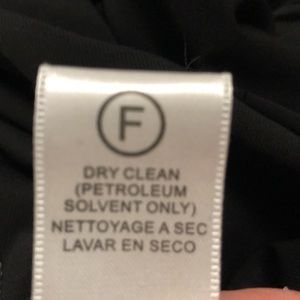 F
DRY CLEAN
(PETROLEUM
SOLVENT ONLY)
NETTOYAGE A SEC
LAVAR EN SECO